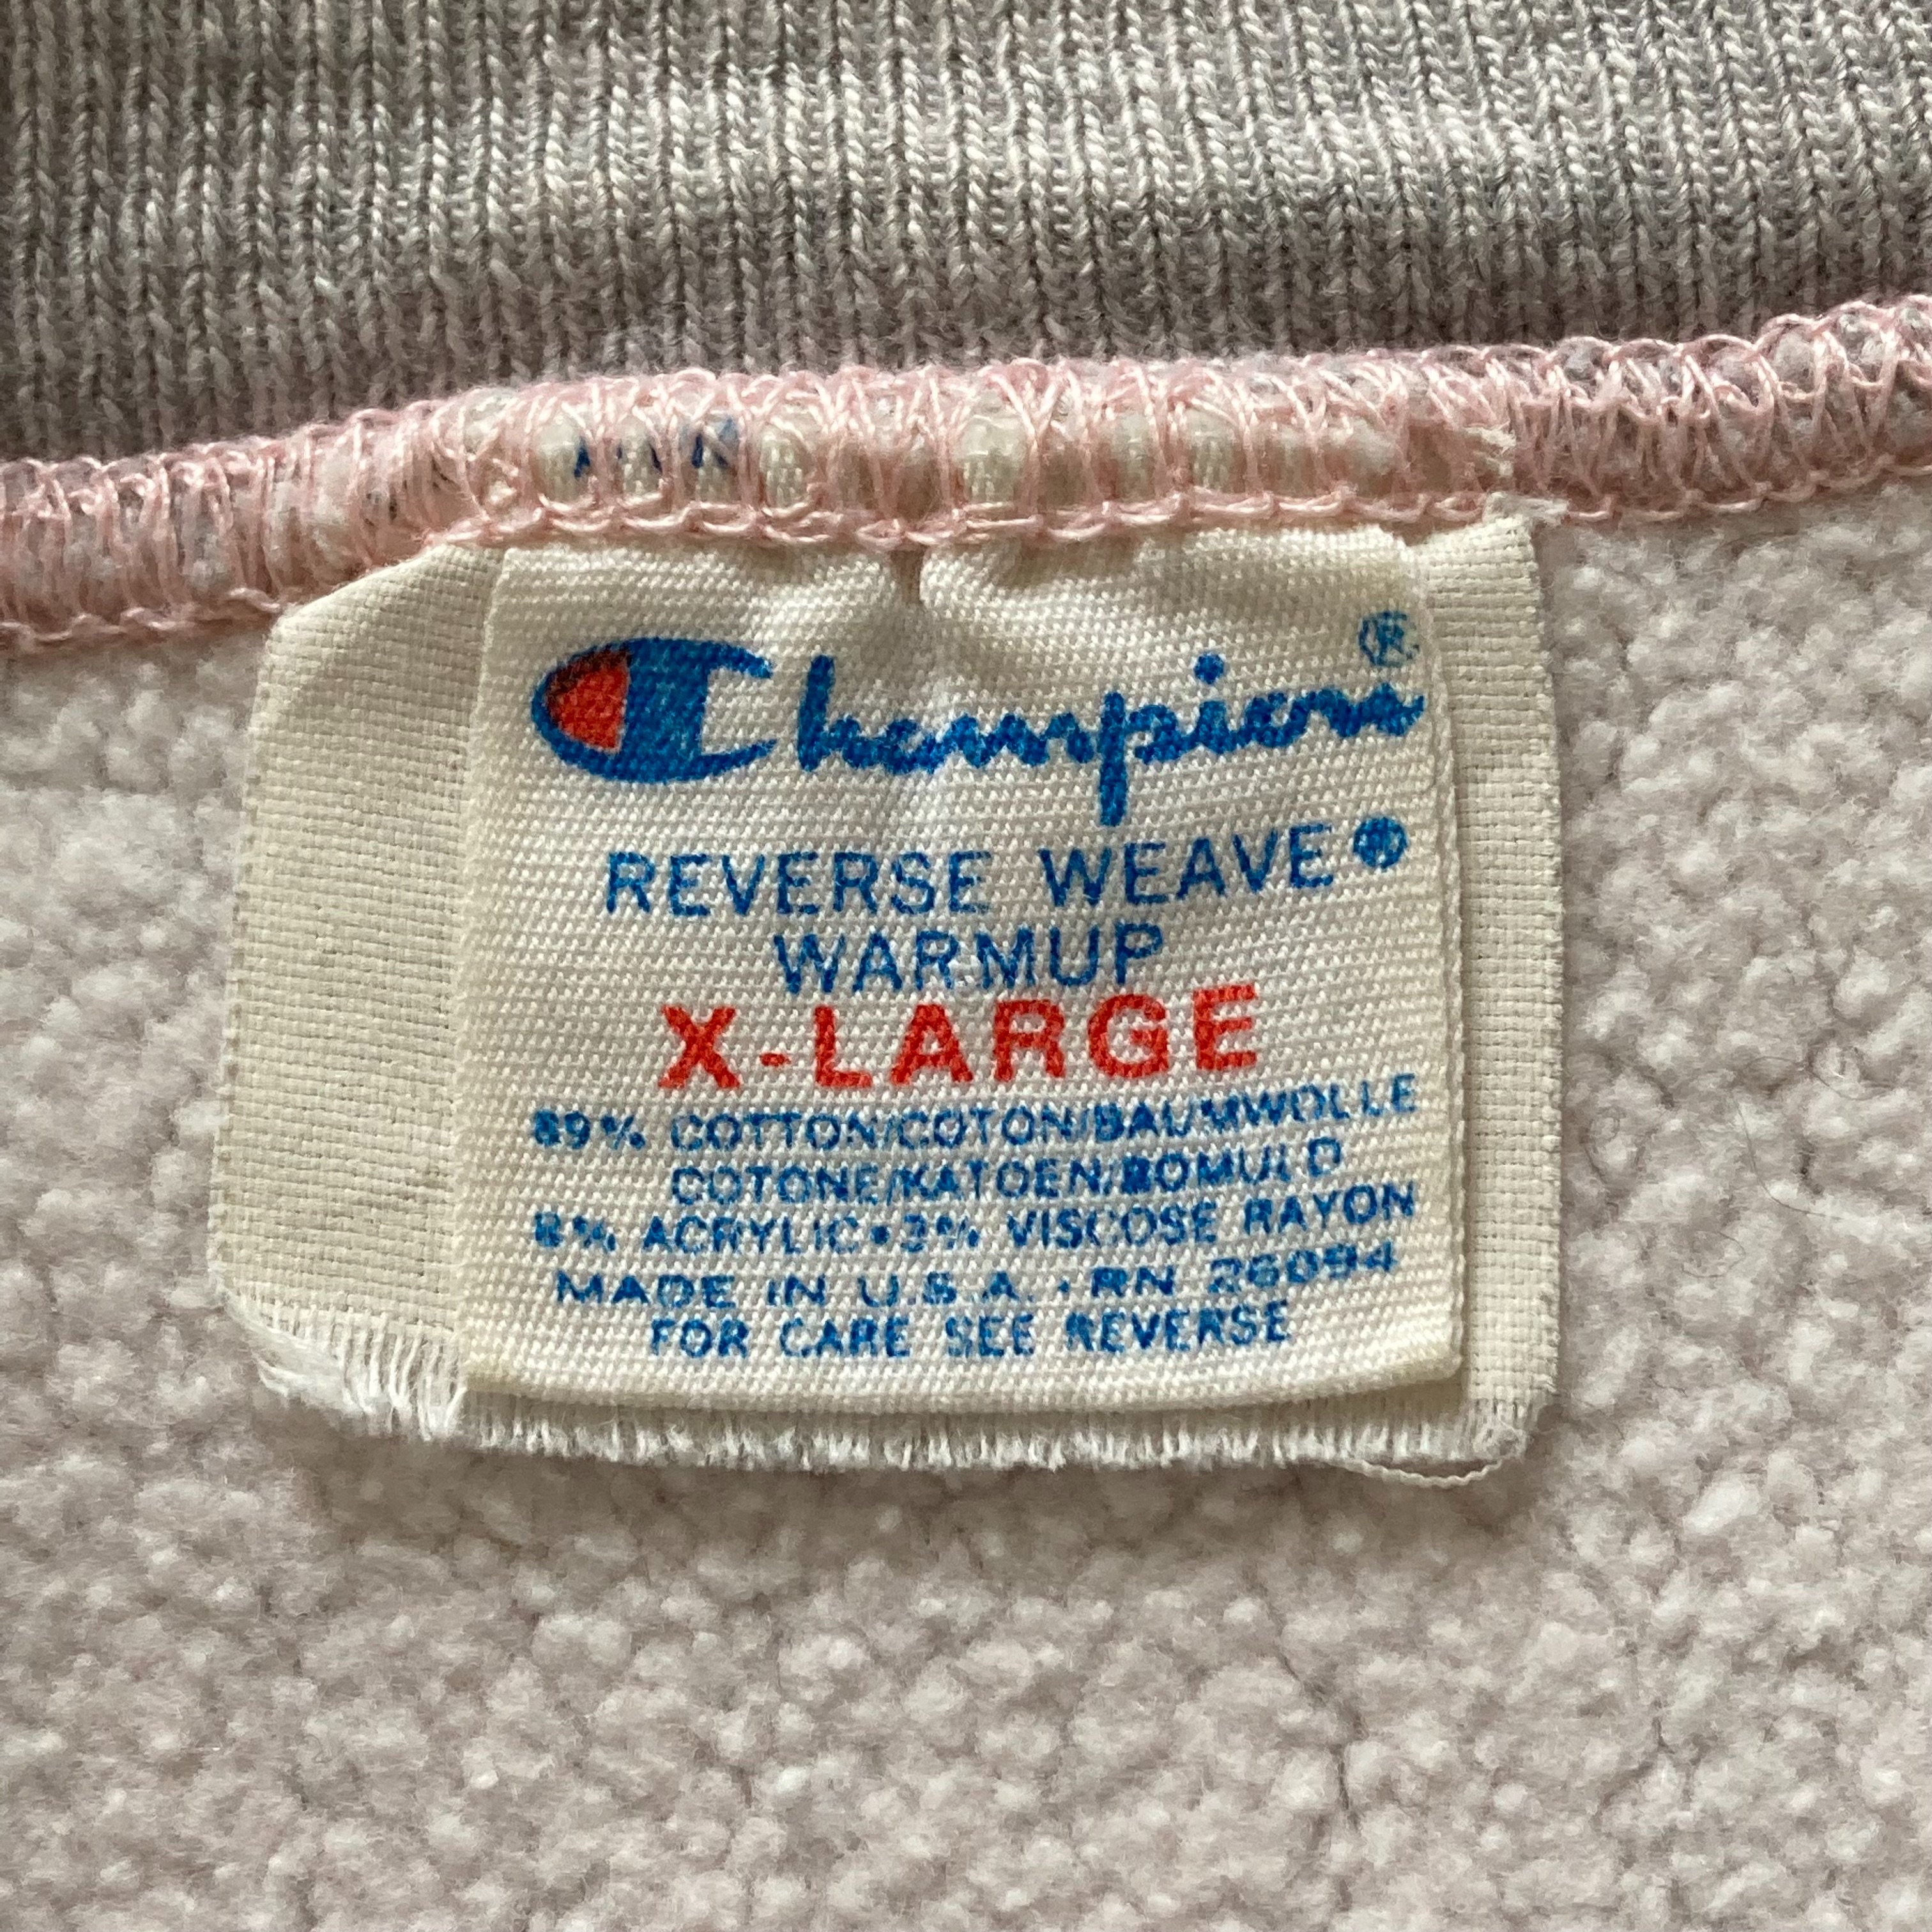 Champion®
REVERSE WEAVE®
WARMUP
X-LARGE
89% COTTON/COTON/BAUMWOLLE
COTONE/KATOEN/BOMULD
8% ACRYLIC•3% VISCOSE RAYON
MADE IN U.S.A. • RN 26094
FOR CARE SEE REVERSE